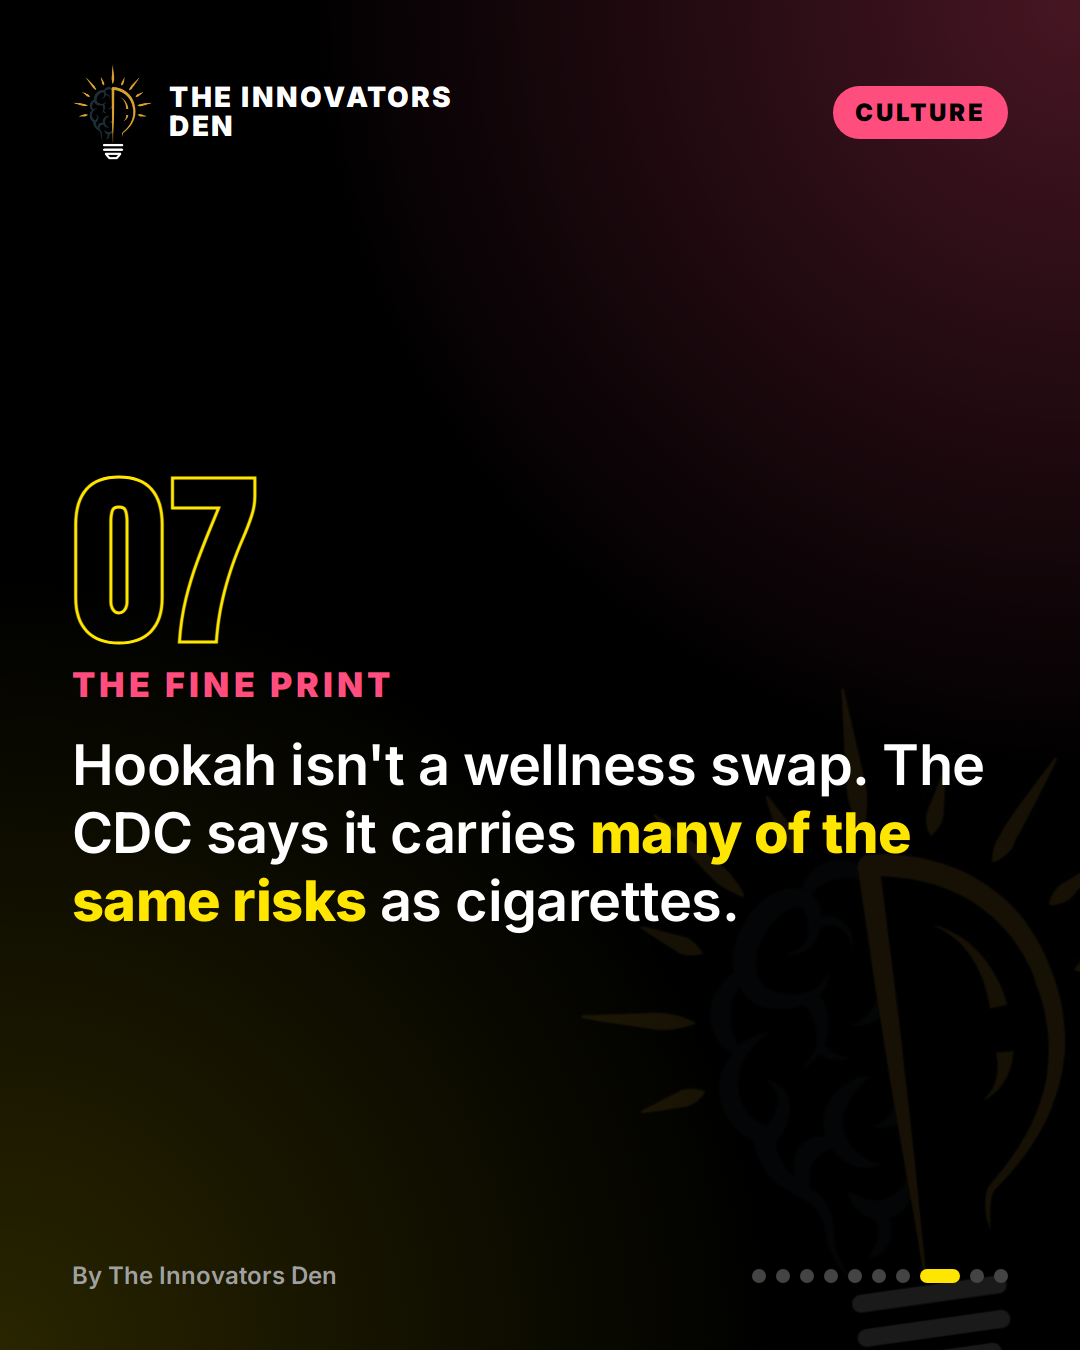 THE INNOVATORS
DEN
CULTURE
07
THE FINE PRINT
Hookah isn't a wellness swap. The
CDC says it carries many of the
same risks as cigarettes.
By The Innovators Den